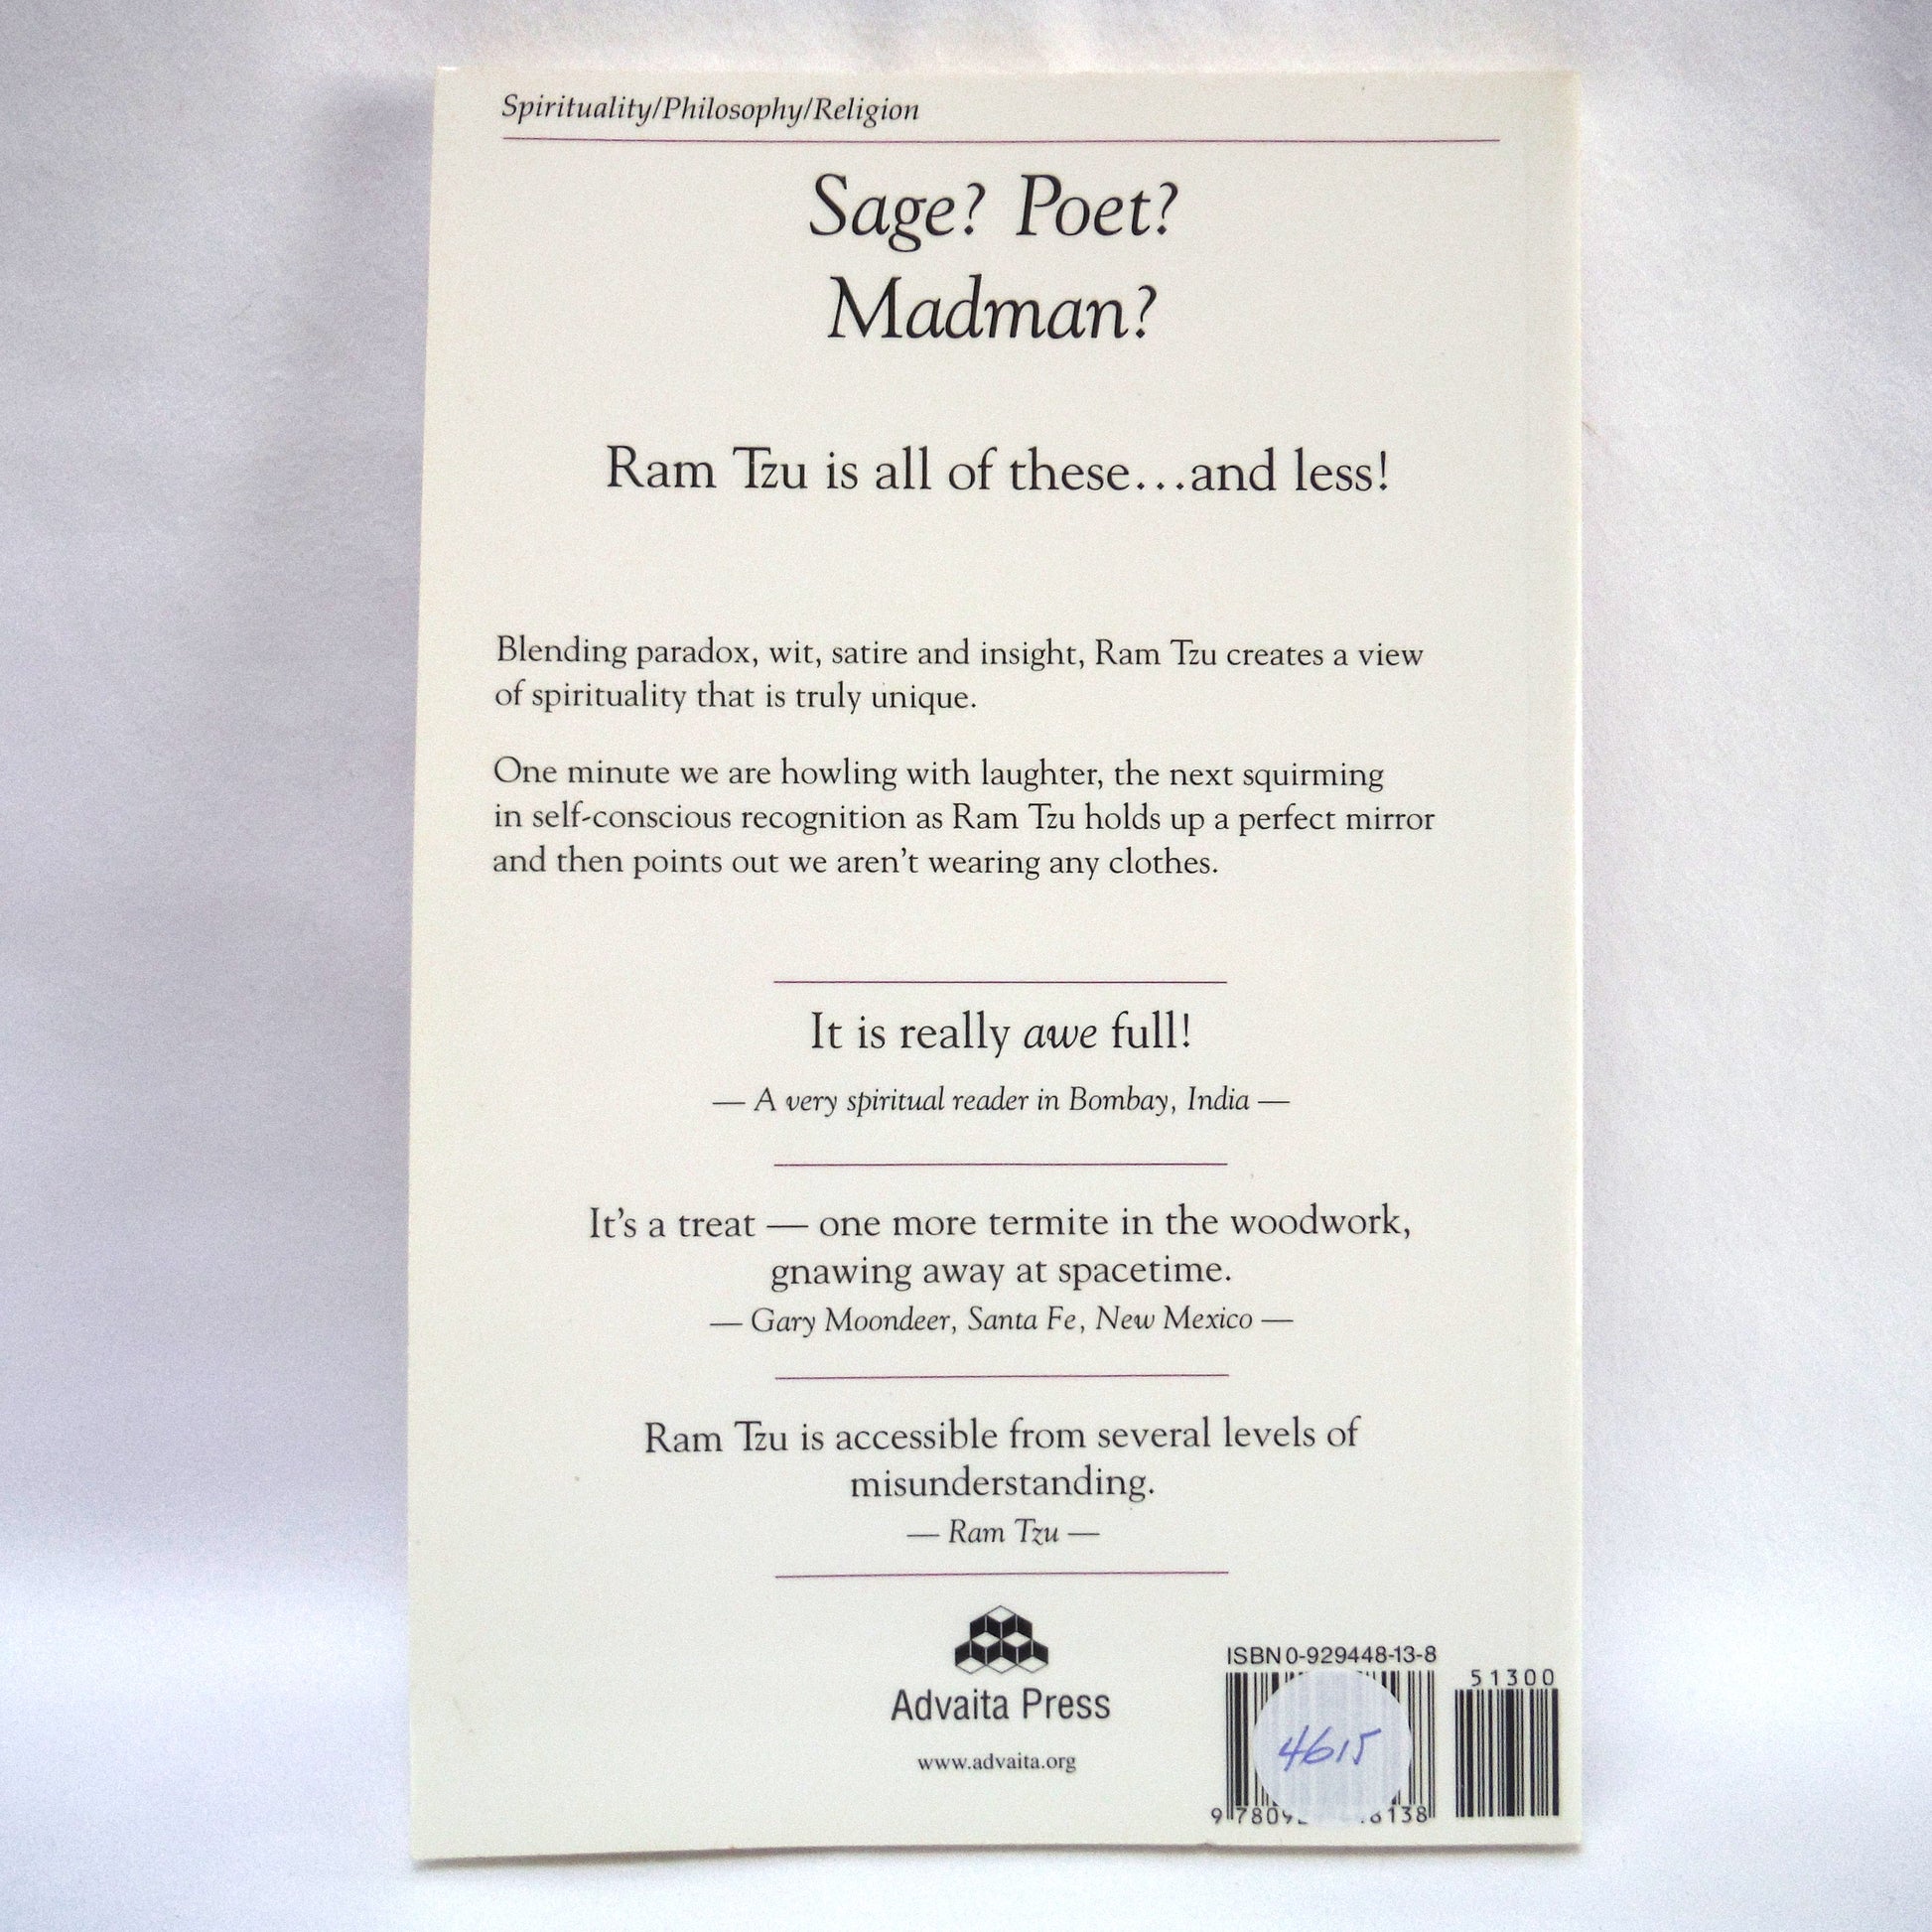 Spirituality/Philosophy/Religion
Sage? Poet?
Madman?
Ram Tzu is all of these...and less!
Blending paradox, wit, satire and insight, Ram Tzu creates a view
of spirituality that is truly unique.
One minute we are howling with laughter, the next squirming
in self-conscious recognition as Ram Tzu holds up a perfect mirror
and then points out we aren't wearing any clothes.
It is really awe full!
— A very spiritual reader in Bombay, India —
It's a treat — one more termite in the woodwork,
gnawing away at spacetime.
— Gary Moondeer, Santa Fe, New Mexico —
Ram Tzu is accessible from several levels of
misunderstanding.
— Ram Tzu —
Advaita Press
www.advaita.org
ISBN 0-929448-13-8
51300
4615